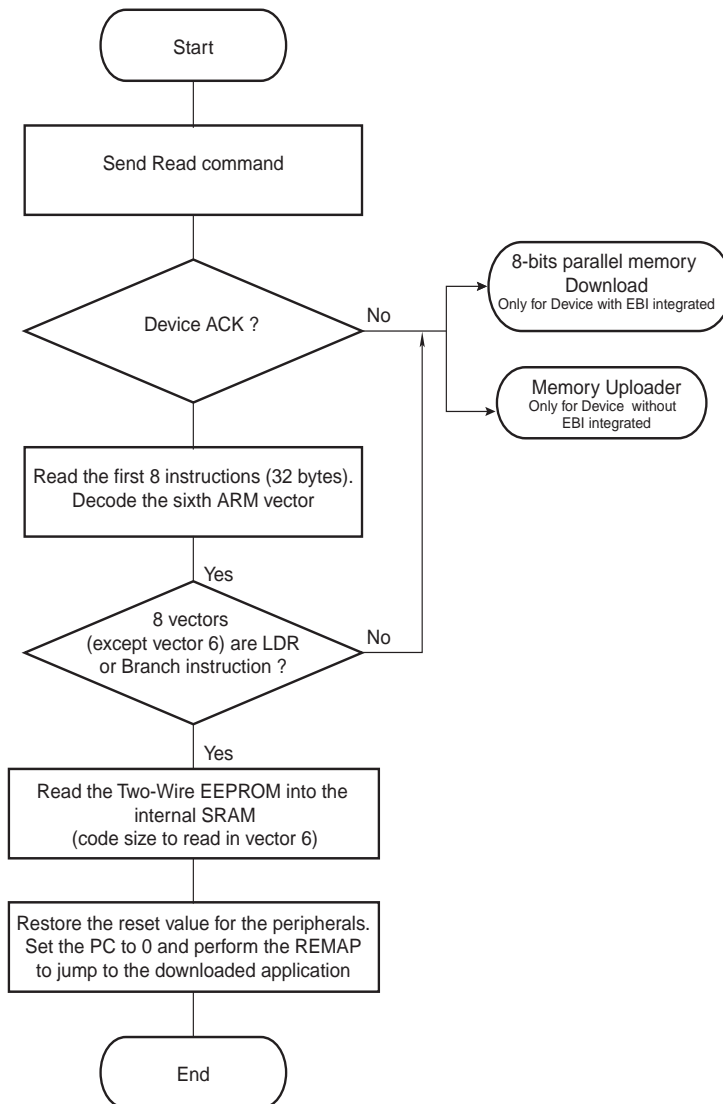 Start
Send Read command
Device ACK ?
No
8-bits parallel memory
Download
Only for Device with EBI integrated
Memory Uploader
Only for Device without
EBI integrated
Read the first 8 instructions (32 bytes).
Decode the sixth ARM vector
Yes
8 vectors
(except vector 6) are LDR
or Branch instruction ?
No
Yes
Read the Two-Wire EEPROM into the
internal SRAM
(code size to read in vector 6)
Restore the reset value for the peripherals.
Set the PC to 0 and perform the REMAP
to jump to the downloaded application
End